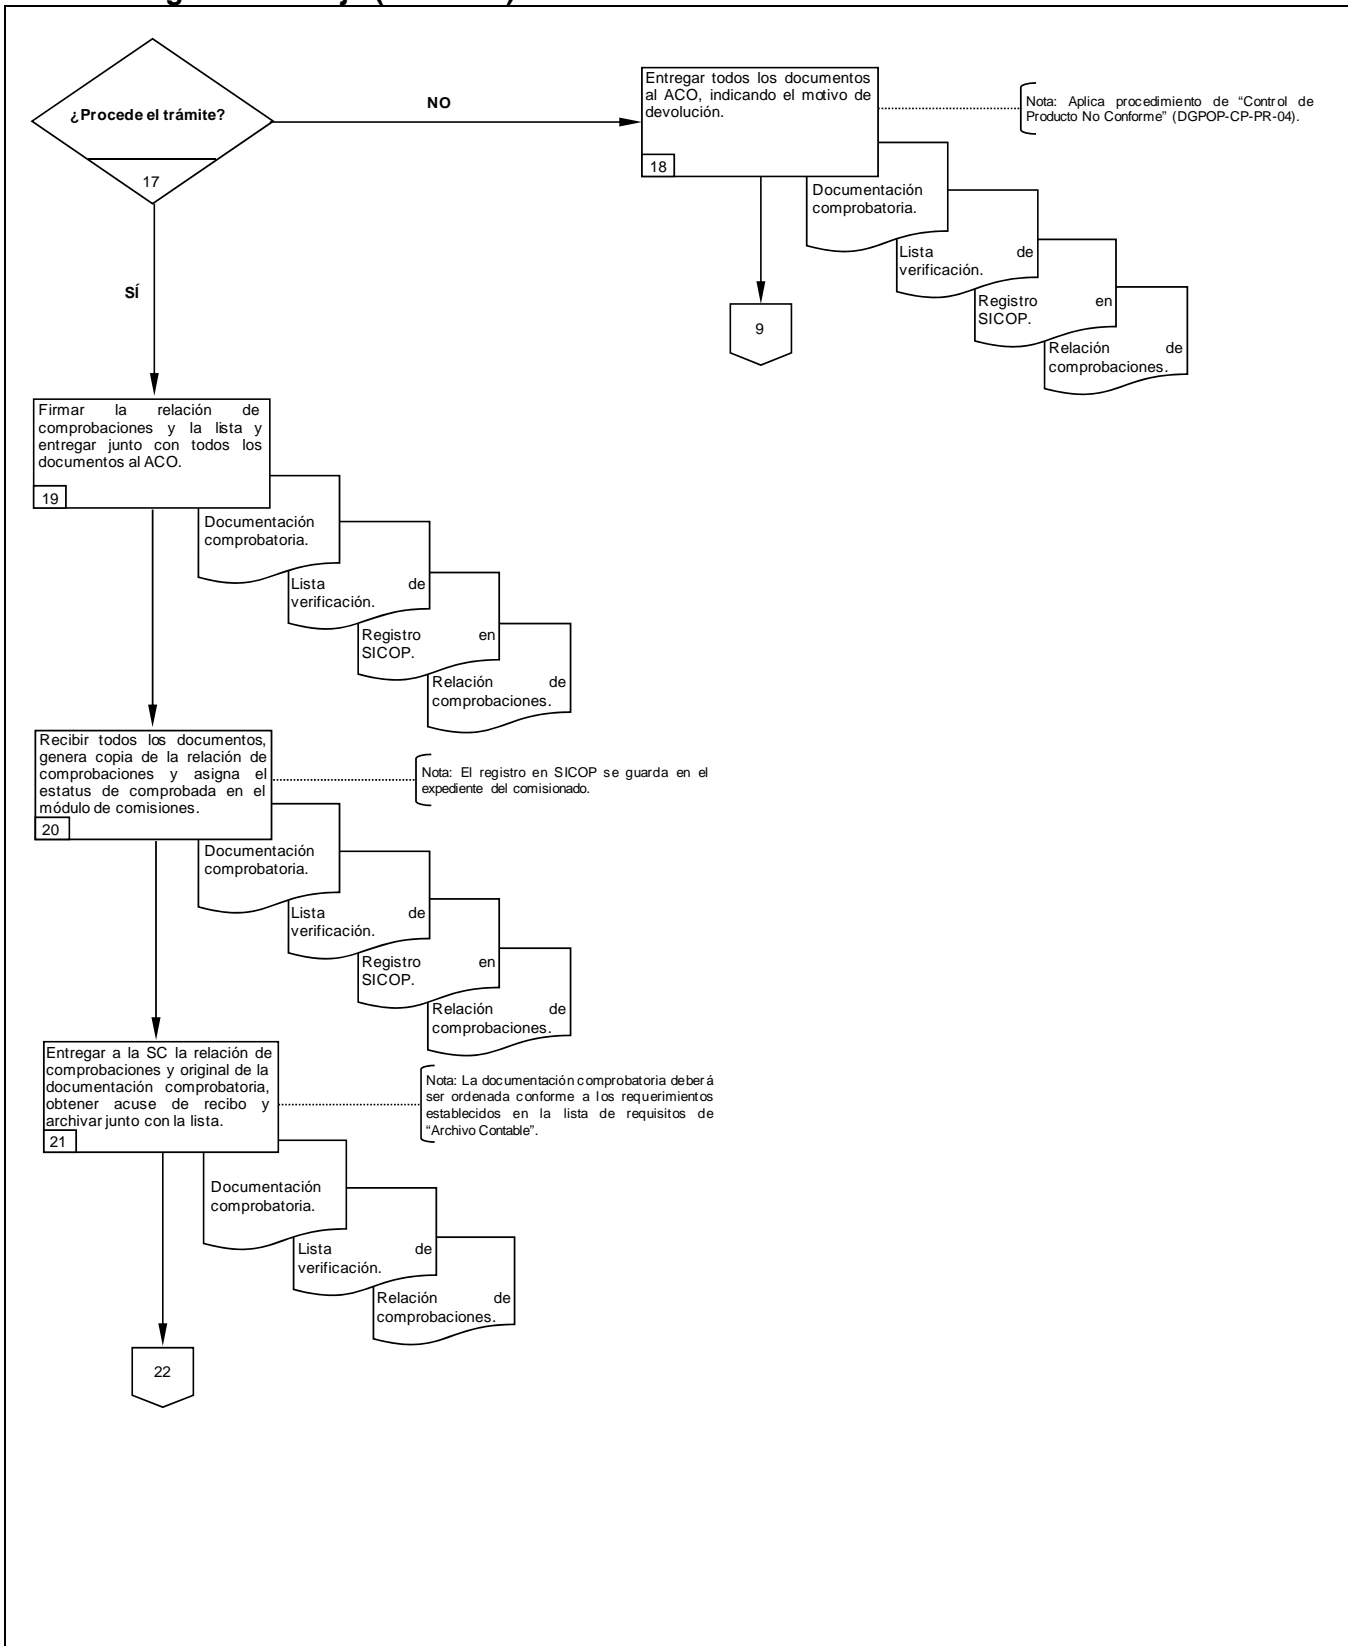 ¿Procede el trámite?
17
NO
SÍ
Entregar todos los documentos
al ACO, indicando el motivo de
devolución.
18
Nota: Aplica procedimiento de “Control de
Producto No Conforme” (DGPOP-CP-PR-04).
Documentación
comprobatoria.
Lista de
verificación.
Registro en
SICOP.
Relación de
comprobaciones.
9
Firmar la relación de
comprobaciones y la lista y
entregar junto con todos los
documentos al ACO.
19
Documentación
comprobatoria.
Lista de
verificación.
Registro en
SICOP.
Relación de
comprobaciones.
Recibir todos los documentos,
genera copia de la relación de
comprobaciones y asigna el
estatus de comprobada en el
módulo de comisiones.
20
Nota: El registro en SICOP se guarda en el
expediente del comisionado.
Documentación
comprobatoria.
Lista de
verificación.
Registro en
SICOP.
Relación de
comprobaciones.
Entregar a la SC la relación de
comprobaciones y original de la
documentación comprobatoria,
obtener acuse de recibo y
archivar junto con la lista.
21
Nota: La documentación comprobatoria deberá
ser ordenada conforme a los requerimientos
establecidos en la lista de requisitos de
“Archivo Contable”.
Documentación
comprobatoria.
Lista de
verificación.
Relación de
comprobaciones.
22